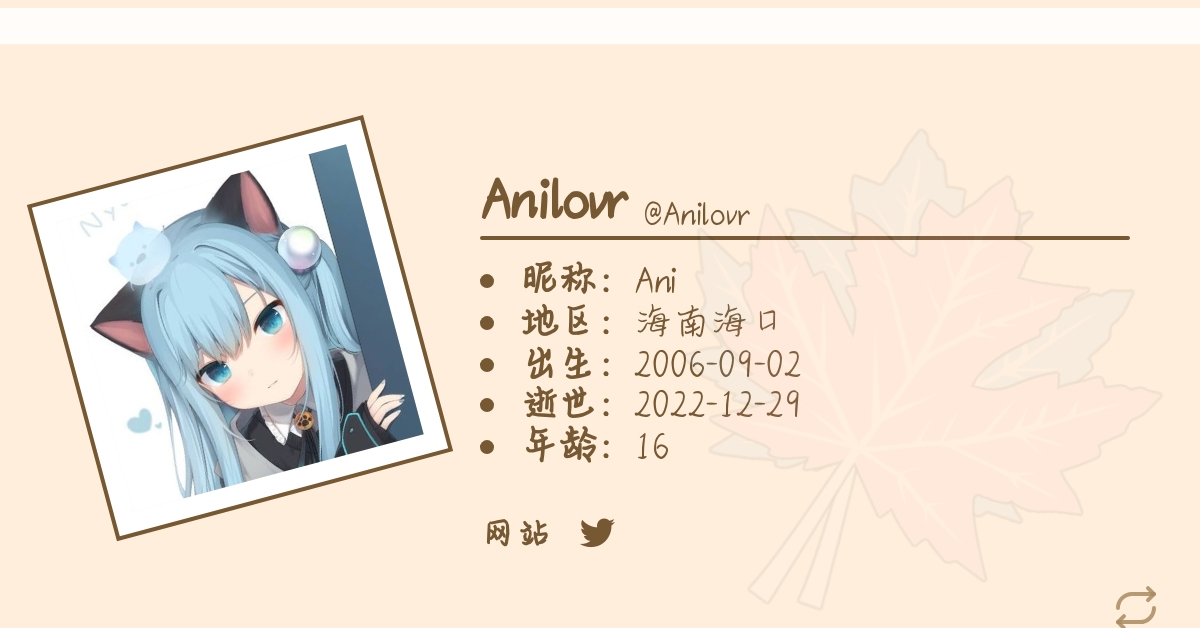 Ny-
Anilovr @Anilovr
昵称： Ani
地区： 海南海口
出生： 2006-09-02
逝世： 2022-12-29
年龄： 16
网站